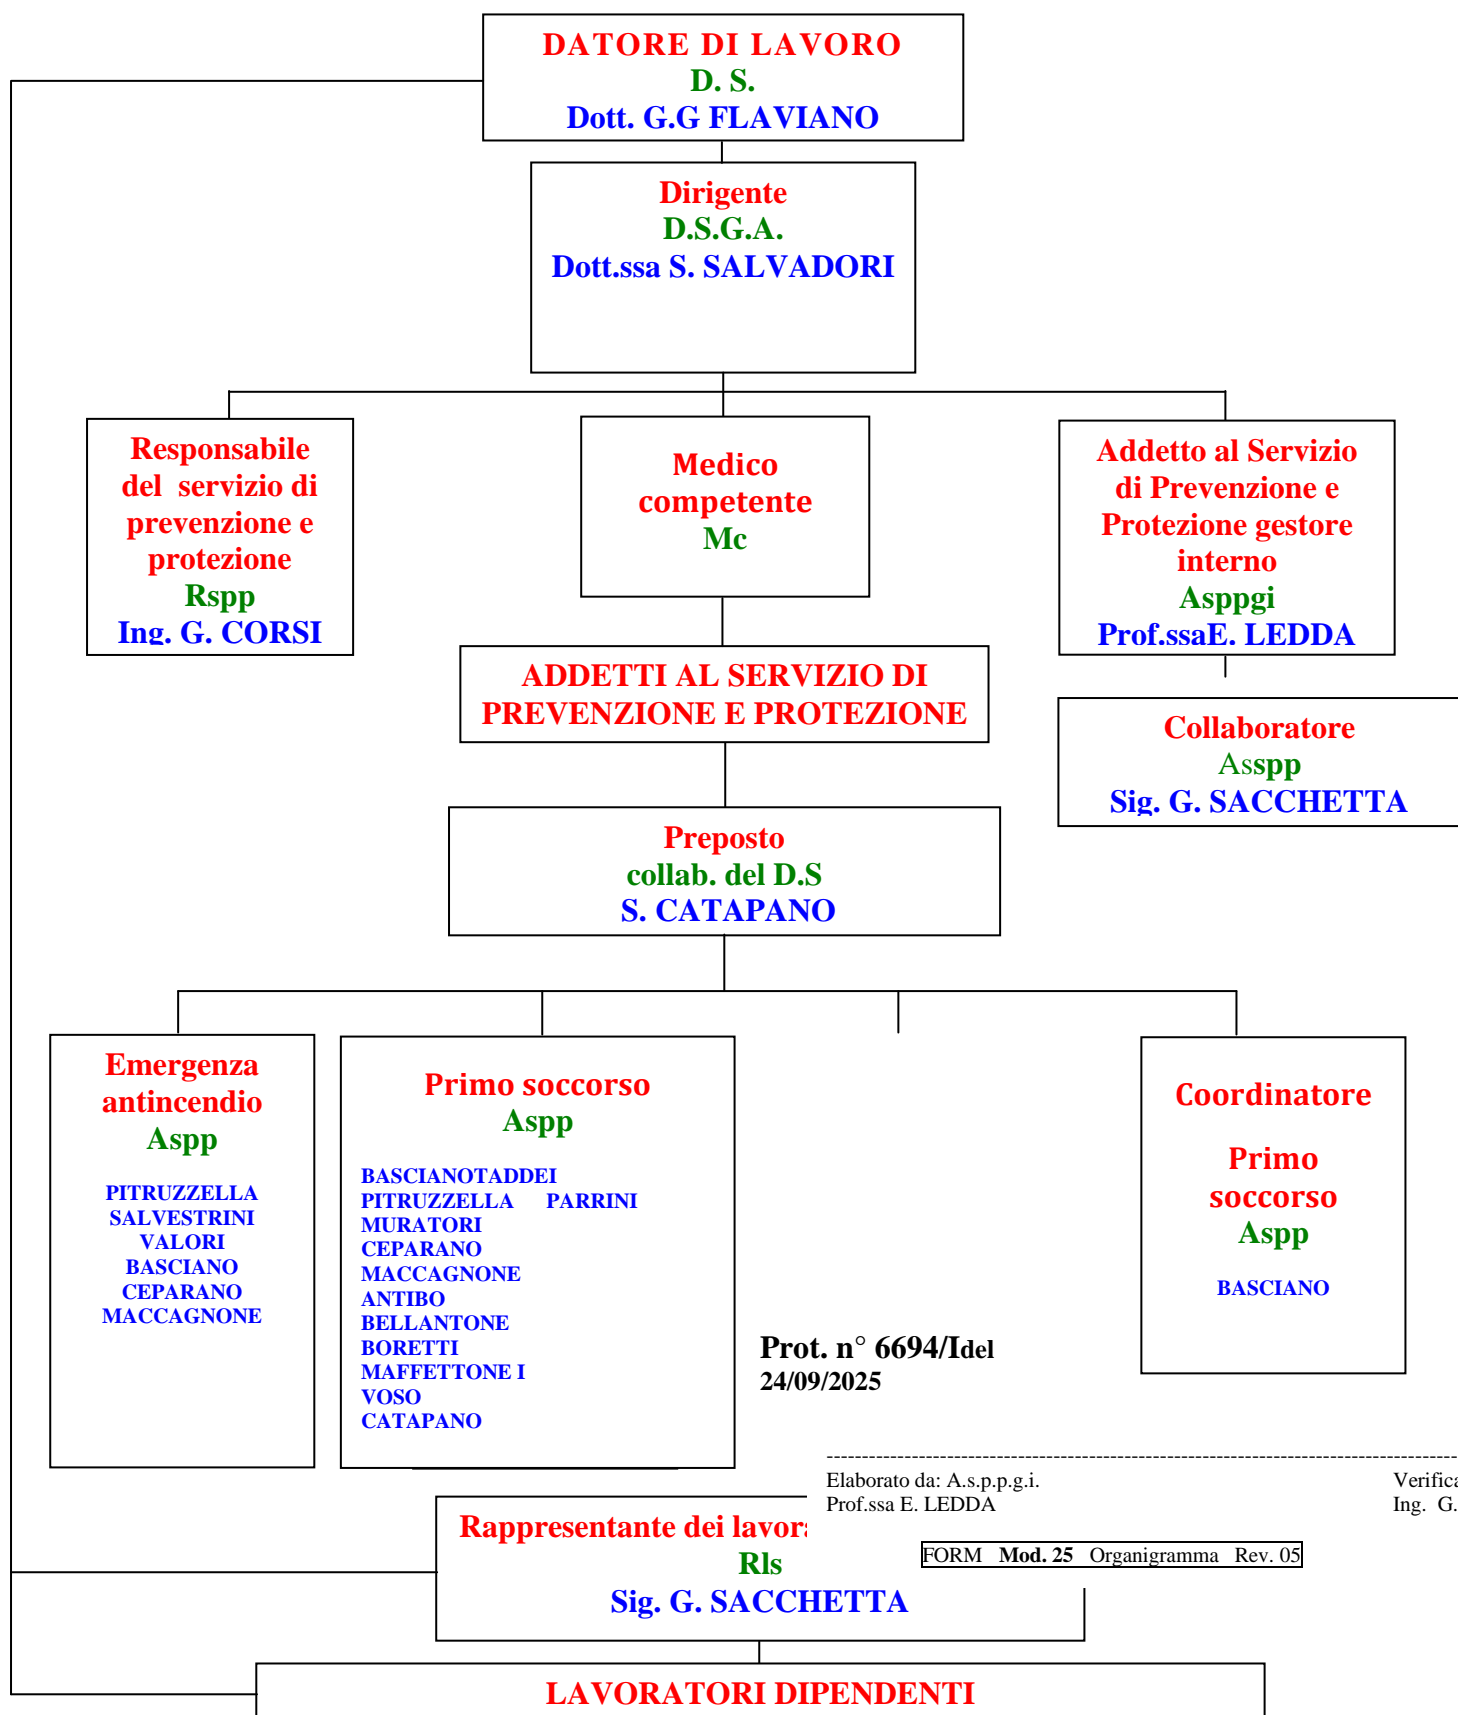 DATORE DI LAVORO
D. S.
Dott. G.G FLAVIANO
Dirigente
D.S.G.A.
Dott.ssa S. SALVADORI
Responsabile
del servizio di
prevenzione e
protezione
Rspp
Ing. G. CORSI
Medico
competente
Mc
Addetto al Servizio
di Prevenzione e
Protezione gestore
interno
Asppgi
Prof.ssaE. LEDDA
ADDETTI AL SERVIZIO DI
PREVENZIONE E PROTEZIONE
Collaboratore
Asspp
Sig. G. SACCHETTA
Preposto
collab. del D.S
S. CATAPANO
Emergenza
antincendio
Aspp
PITRUZZELLA
SALVESTRINI
VALORI
BASCIANO
CEPARANO
MACCAGNONE
Primo soccorso
Aspp
BASCIANOTADDEI
PITRUZZELLA PARRINI
MURATORI
CEPARANO
MACCAGNONE
ANTIBO
BELLANTONE
BORETTI
MAFFETTONE I
VOSO
CATAPANO
Coordinatore
Primo
soccorso
Aspp
BASCIANO
Prot. n° 6694/Idel
24/09/2025
--------------------------------------------------------------------------------------------
Elaborato da: A.s.p.p.g.i. Verifica
Prof.ssa E. LEDDA Ing. G.
FORM Mod. 25 Organigramma Rev. 05
Rappresentante dei lavora
Rls
Sig. G. SACCHETTA
LAVORATORI DIPENDENTI